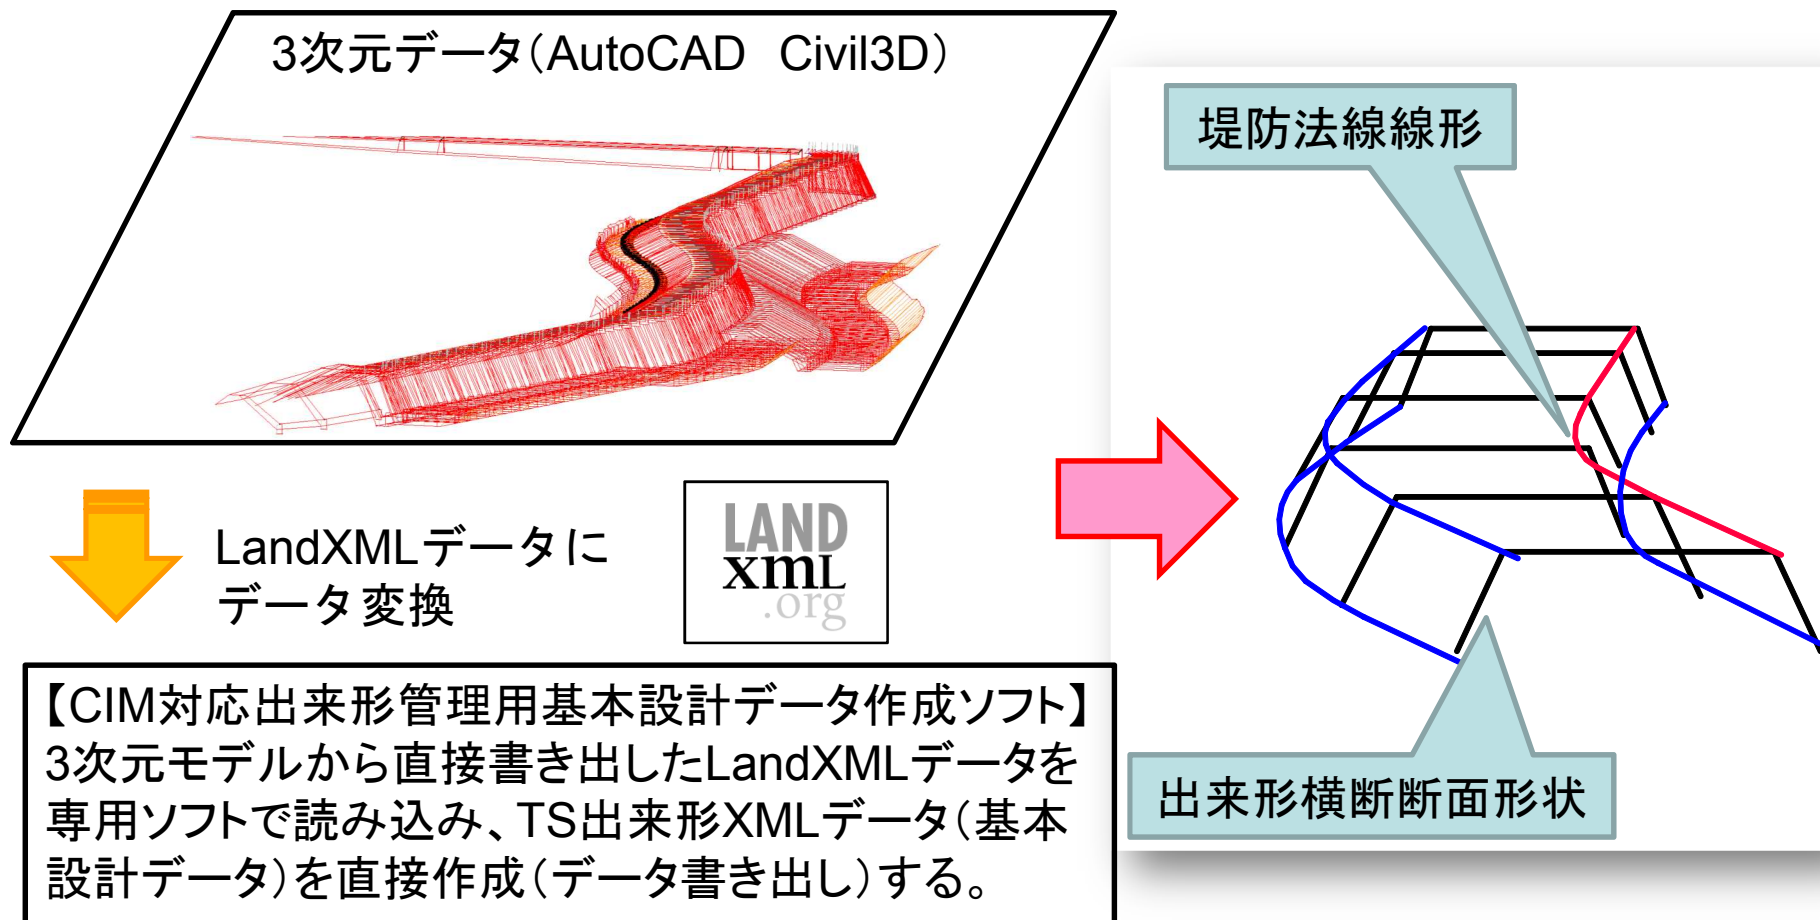 3次元データ(AutoCAD　Civil3D)
堤防法線線形
LandXMLデータに
データ変換
LAND
xmL
.org
【CIM対応出来形管理用基本設計データ作成ソフト】
3次元モデルから直接書き出したLandXMLデータを
専用ソフトで読み込み、TS出来形XMLデータ(基本
設計データ)を直接作成(データ書き出し)する。
出来形横断断面形状